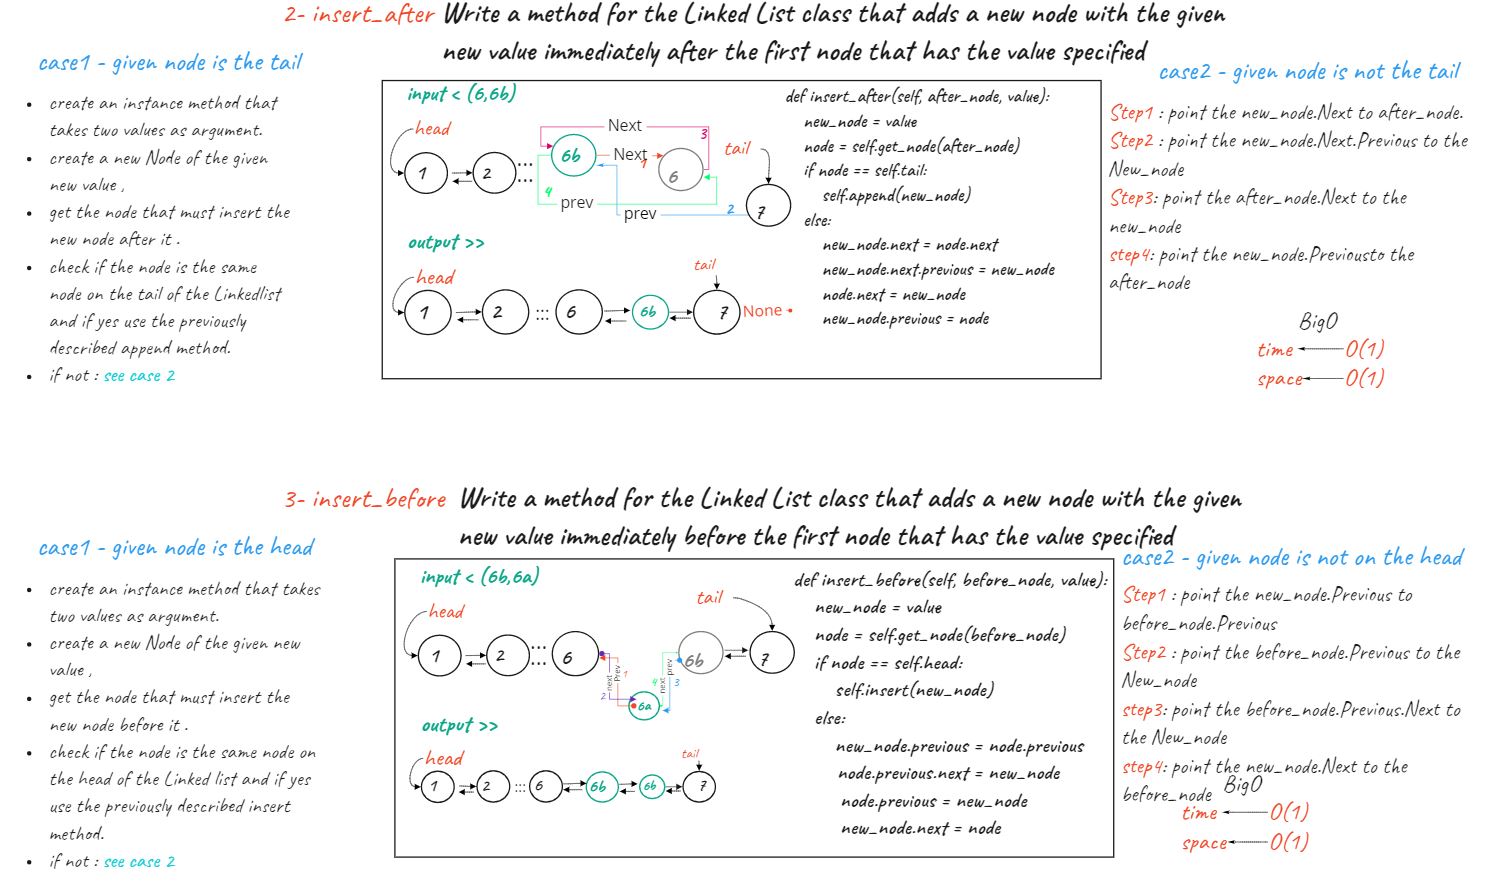 2- insert_after Write a method for the Linked List class that adds a new node with the given
new value immediately after the first node that has the value specified
case1 - given node is the tail
• create an instance method that
takes two values as argument.
• create a new Node of the given
new value ,
• get the node that must insert the
new node after it .
• check if the node is the same
node on the tail of the Linkedlist
and if yes use the previously
described append method.
• if not : see case 2
input < (6,6b)
head
1
2
...
...
6b
6
7
tail
Next
3
Next
1
4
prev
prev
2
output >>
head
1
2
:::
6
6b
7
tail
None
def insert_after(self, after_node, value):
new_node = value
node = self.get_node(after_node)
if node == self.tail:
self.append(new_node)
else:
new_node.next = node.next
new_node.next.previous = new_node
node.next = new_node
new_node.previous = node
case2 - given node is not the tail
Step1 : point the new_node.Next to after_node.
Step2 : point the new_node.Next.Previous to the
New_node
Step3: point the after_node.Next to the
new_node
step4: point the new_node.Previousto the
after_node
BigO
time O(1)
space O(1)
3- insert_before Write a method for the Linked List class that adds a new node with the given
new value immediately before the first node that has the value specified
case1 - given node is the head
• create an instance method that takes
two values as argument.
• create a new Node of the given new
value ,
• get the node that must insert the
new node before it .
• check if the node is the same node on
the head of the Linked list and if yes
use the previously described insert
method.
• if not : see case 2
input < (6b,6a)
head
1
2
...
...
6
6b
7
tail
next
Prev
1
2
6a
next
prev
4
3
output >>
head
1
2
:::
6
6b
6b
7
tail
def insert_before(self, before_node, value):
new_node = value
node = self.get_node(before_node)
if node == self.head:
self.insert(new_node)
else:
new_node.previous = node.previous
node.previous.next = new_node
node.previous = new_node
new_node.next = node
case2 - given node is not on the head
Step1 : point the new_node.Previous to
before_node.Previous
Step2 : point the before_node.Previous to the
New_node
step3: point the before_node.Previous.Next to
the New_node
step4: point the new_node.Next to the
before_node
BigO
time O(1)
space O(1)